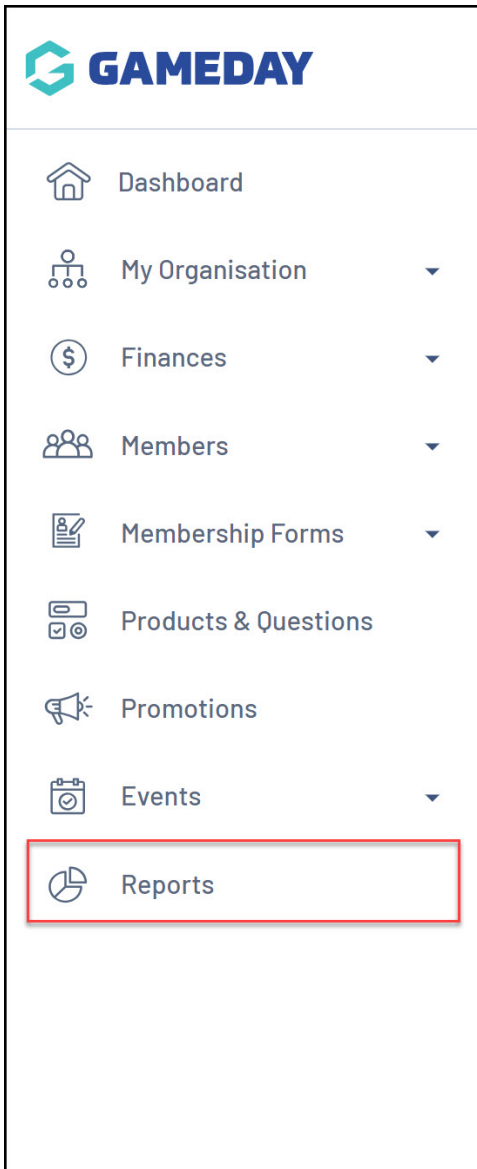 GAMEDAY
Dashboard
My Organisation
Finances
Members
Membership Forms
Products & Questions
Promotions
Events
Reports